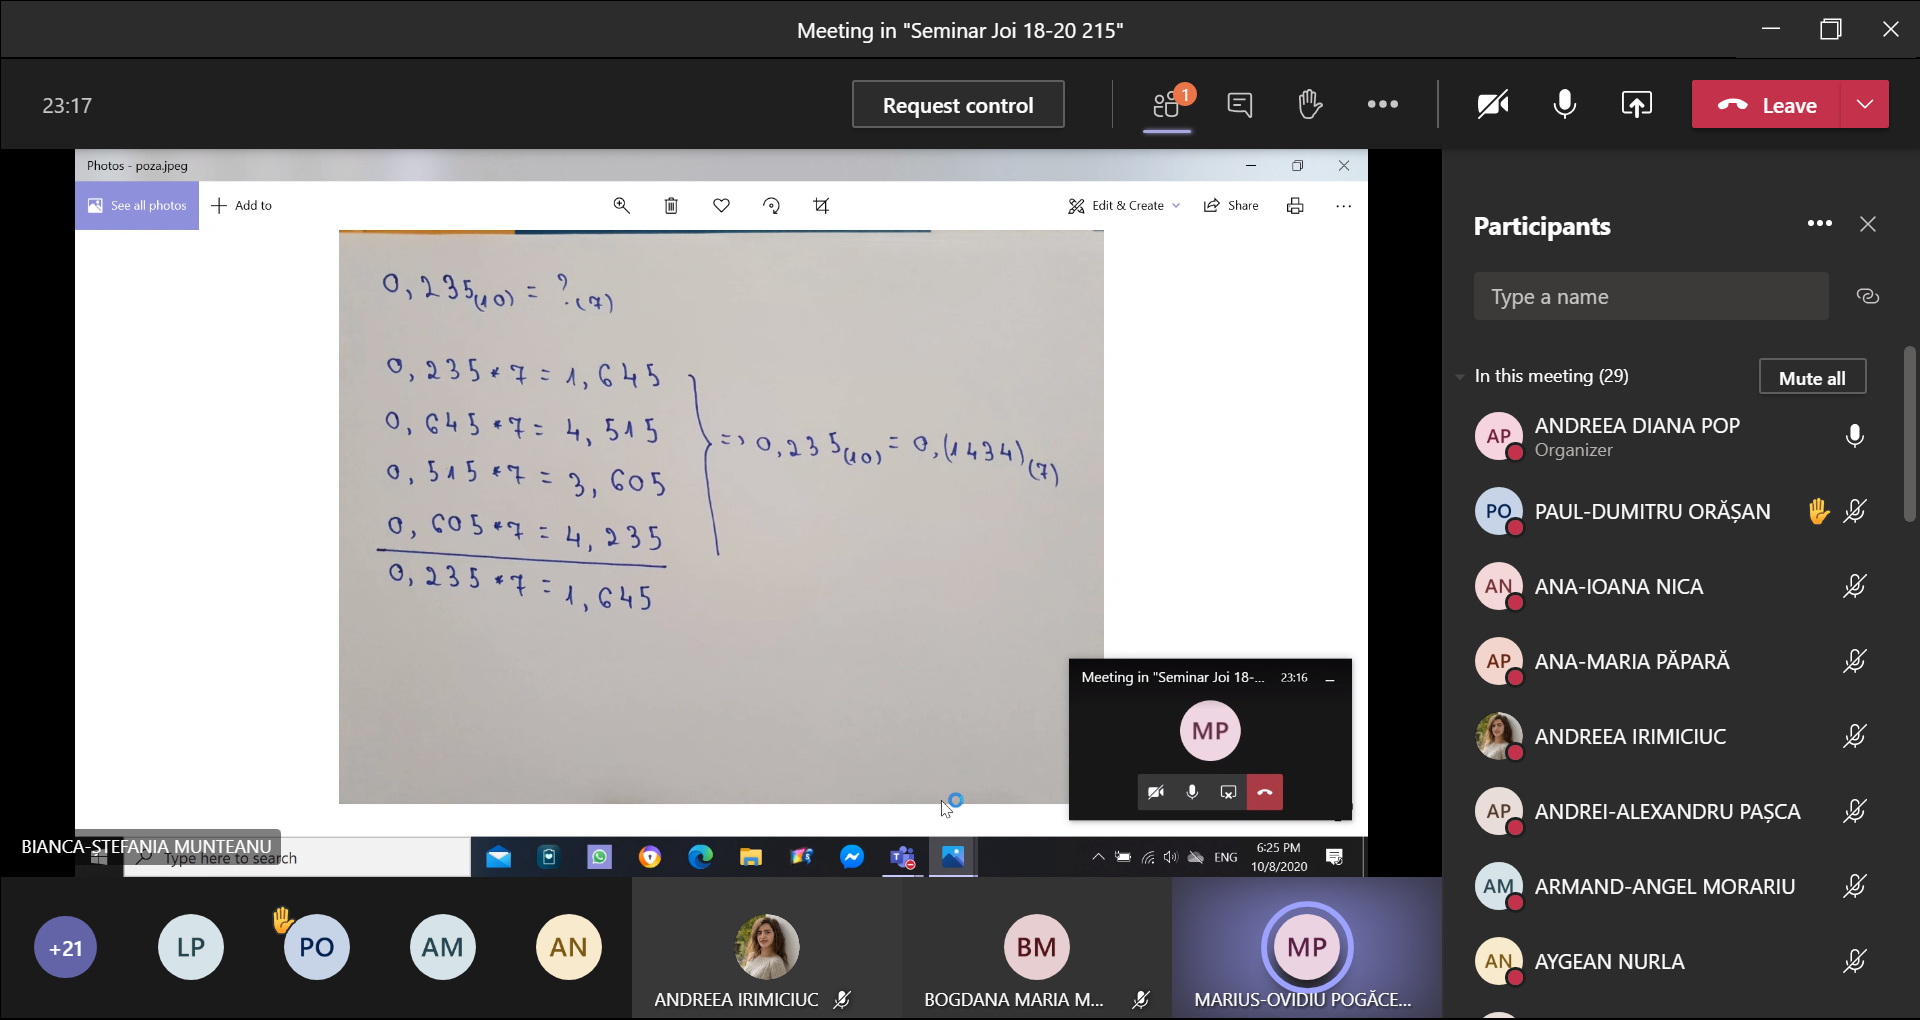 Meeting in "Seminar Joi 18-20 215"
23:17
Request control
1
Leave
Photos - poza.jpeg
See all photos
Add to
Edit & Create
Share
0,235(10) = ?(7)
0,235 * 7 = 1,645
0,645 * 7 = 4,515
0,515 * 7 = 3,605
0,605 * 7 = 4,235
0,235 * 7 = 1,645
=> 0,235(10) = 0,(1434)(7)
Meeting in "Seminar Joi 18-...
23:16
MP
BIANCA-ȘTEFANIA MUNTEANU
Type here to search
ENG
6:25 PM
10/8/2020
+21
LP
PO
AM
AN
ANDREEA IRIMICIUC
BM
BOGDANA MARIA M...
MP
MARIUS-OVIDIU POGĂCE...
Participants
Type a name
In this meeting (29)
Mute all
AP
ANDREEA DIANA POP
Organizer
PO
PAUL-DUMITRU ORĂȘAN
AN
ANA-IOANA NICA
AP
ANA-MARIA PĂPARĂ
ANDREEA IRIMICIUC
AP
ANDREI-ALEXANDRU PAȘCA
AM
ARMAND-ANGEL MORARIU
AN
AYGEAN NURLA